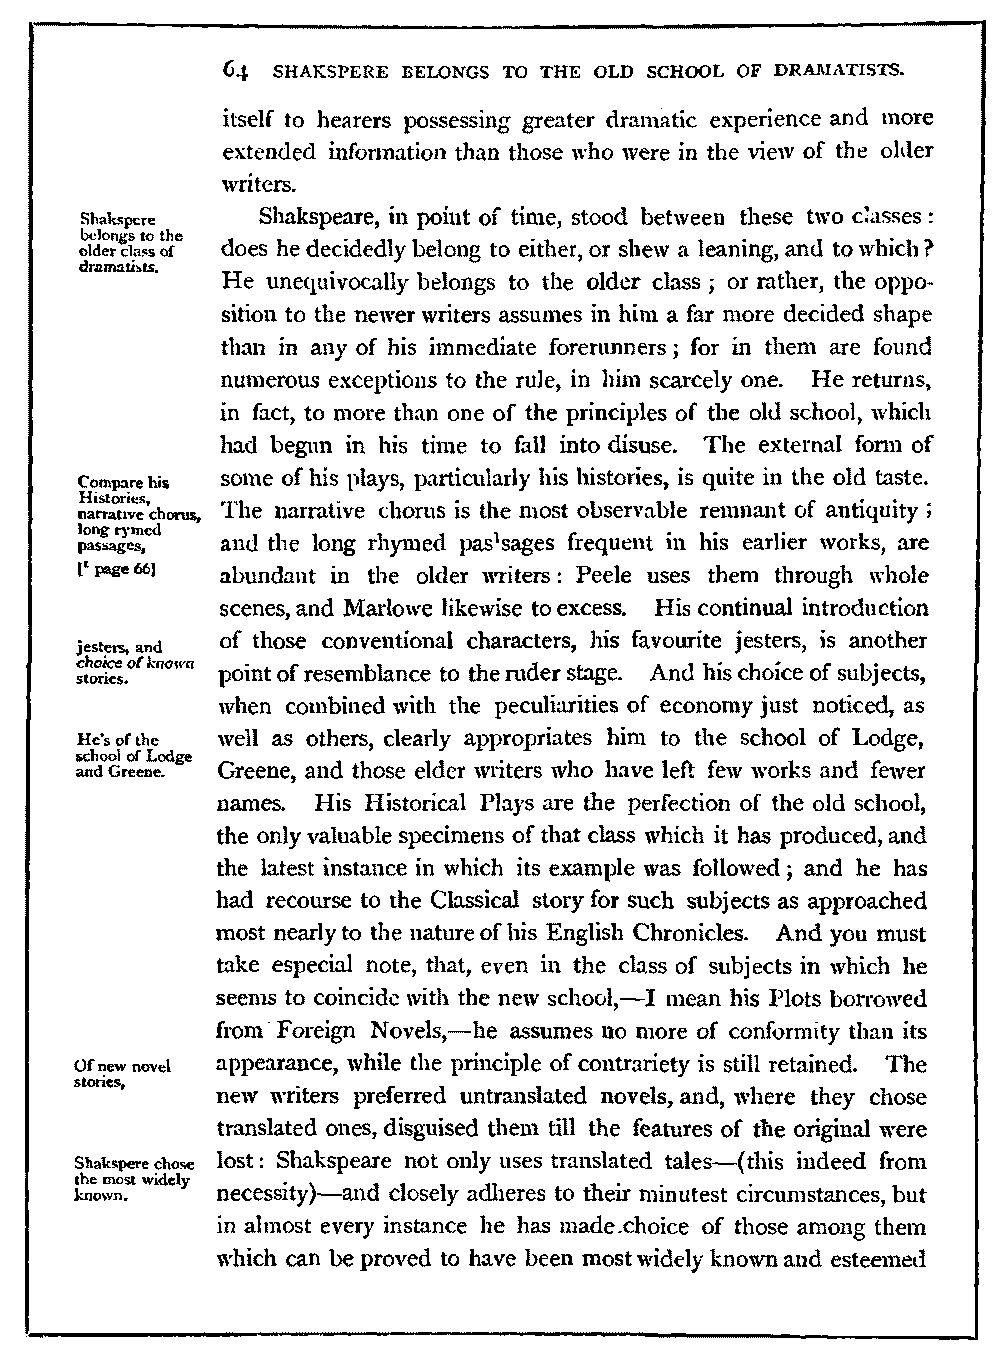 64 SHAKSPERE BELONGS TO THE OLD SCHOOL OF DRAMATISTS.
itself to hearers possessing greater dramatic experience and more
extended information than those who were in the view of the older
writers.
Shakspere
belongs to the
older class of
dramatists.
Shakspeare, in point of time, stood between these two classes :
does he decidedly belong to either, or shew a leaning, and to which ?
He unequivocally belongs to the older class ; or rather, the oppo-
sition to the newer writers assumes in him a far more decided shape
than in any of his immediate forerunners ; for in them are found
numerous exceptions to the rule, in him scarcely one. He returns,
in fact, to more than one of the principles of the old school, which
had begun in his time to fall into disuse. The external form of
Compare his
Histories,
narrative chorus,
long rymed
passages,
[¹ page 66]
some of his plays, particularly his histories, is quite in the old taste.
The narrative chorus is the most observable remnant of antiquity ;
and the long rhymed pas¹sages frequent in his earlier works, are
abundant in the older writers : Peele uses them through whole
scenes, and Marlowe likewise to excess. His continual introduction
jesters, and
choice of known
stories.
of those conventional characters, his favourite jesters, is another
point of resemblance to the ruder stage. And his choice of subjects,
when combined with the peculiarities of economy just noticed, as
He's of the
school of Lodge
and Greene.
well as others, clearly appropriates him to the school of Lodge,
Greene, and those elder writers who have left few works and fewer
names. His Historical Plays are the perfection of the old school,
the only valuable specimens of that class which it has produced, and
the latest instance in which its example was followed ; and he has
had recourse to the Classical story for such subjects as approached
most nearly to the nature of his English Chronicles. And you must
take especial note, that, even in the class of subjects in which he
seems to coincide with the new school,—I mean his Plots borrowed
from Foreign Novels,—he assumes no more of conformity than its
Of new novel
stories,
appearance, while the principle of contrariety is still retained. The
new writers preferred untranslated novels, and, where they chose
translated ones, disguised them till the features of the original were
Shakspere chose
the most widely
known.
lost : Shakspeare not only uses translated tales—(this indeed from
necessity)—and closely adheres to their minutest circumstances, but
in almost every instance he has made choice of those among them
which can be proved to have been most widely known and esteemed